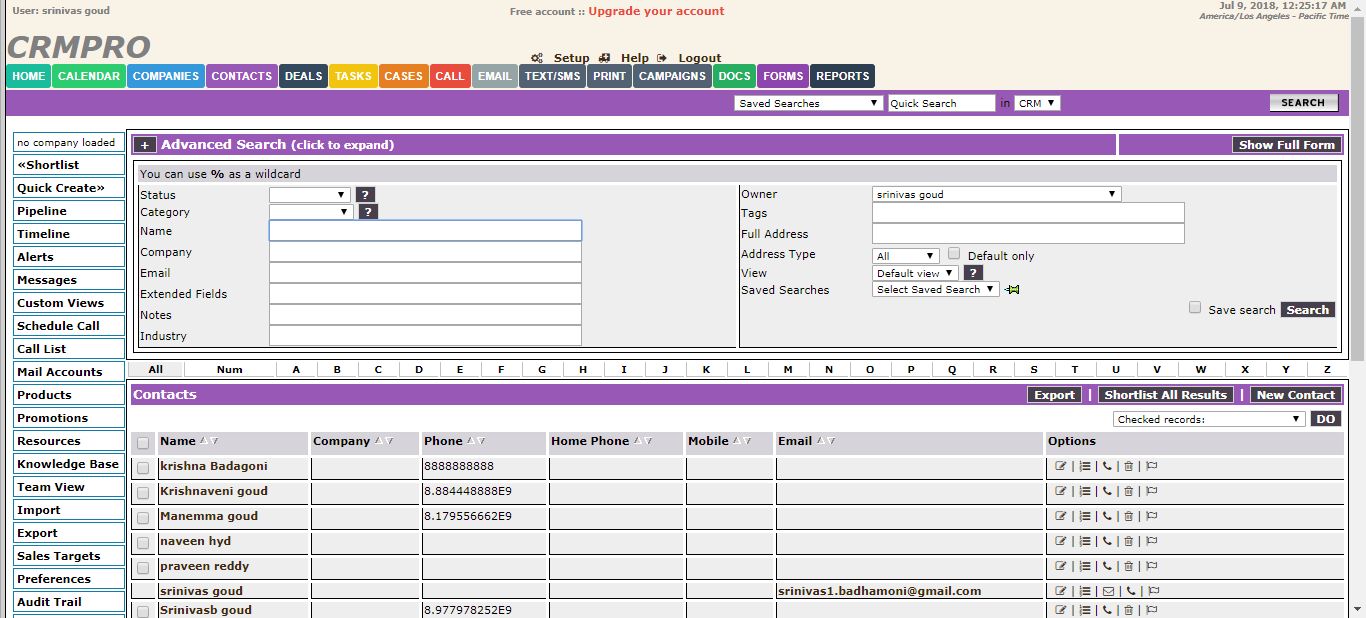 User: srinivas goud
Free account :: Upgrade your account
Jul 9, 2018, 12:25:17 AM
America/Los Angeles - Pacific Time
CRMPRO
Setup Help Logout
HOME CALENDAR COMPANIES CONTACTS DEALS TASKS CASES CALL EMAIL TEXT/SMS PRINT CAMPAIGNS DOCS FORMS REPORTS
Saved Searches Quick Search in CRM SEARCH
no company loaded
«Shortlist
Quick Create»
Pipeline
Timeline
Alerts
Messages
Custom Views
Schedule Call
Call List
Mail Accounts
Products
Promotions
Resources
Knowledge Base
Team View
Import
Export
Sales Targets
Preferences
Audit Trail
+ Advanced Search (click to expand) Show Full Form
You can use % as a wildcard
Status ?
Category ?
Name
Company
Email
Extended Fields
Notes
Industry
Owner srinivas goud
Tags
Full Address
Address Type All Default only
View Default view ?
Saved Searches Select Saved Search
Save search Search
All Num A B C D E F G H I J K L M N O P Q R S T U V W X Y Z
Contacts Export | Shortlist All Results | New Contact
Checked records: DO
Name Company Phone Home Phone Mobile Email Options
krishna Badagoni 8888888888 | | | |
Krishnaveni goud 8.884448888E9 | | | |
Manemma goud 8.179556662E9 | | | |
naveen hyd | | | |
praveen reddy | | | |
srinivas goud srinivas1.badhamoni@gmail.com | | | |
Srinivasb goud 8.977978252E9 | | | |